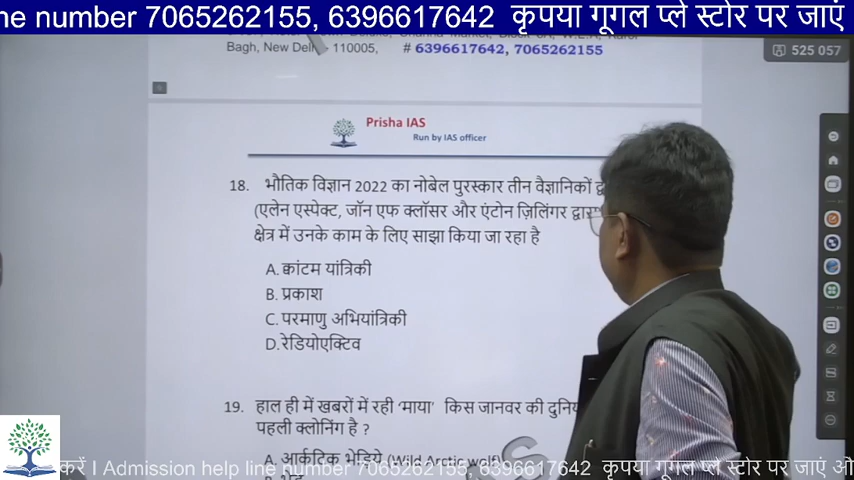 ne number 7065262155, 6396617642 कृपया गूगल प्ले स्टोर पर जाएं
Bagh, New Delhi 110005, # 6396617642, 7065262155
525 057
Prisha IAS
Run by IAS officer
18. भौतिक विज्ञान 2022 का नोबेल पुरस्कार तीन वैज्ञानिकों
(एलेन एस्पेक्ट, जॉन एफ क्लॉसर और एंटोन ज़िलिंगर द्वारा
क्षेत्र में उनके काम के लिए साझा किया जा रहा है
A. क्वांटम यांत्रिकी
B. प्रकाश
C. परमाणु अभियांत्रिकी
D. रेडियोएक्टिव
19. हाल ही में खबरों में रही ‘माया’ किस जानवर की
पहली क्लोनिंग है ?
A. आर्कटिक भेड़िये (Wild Arctic wolf)
करें I Admission help line number 7065262155, 6396617642 कृपया गूगल प्ले स्टोर पर जाएं